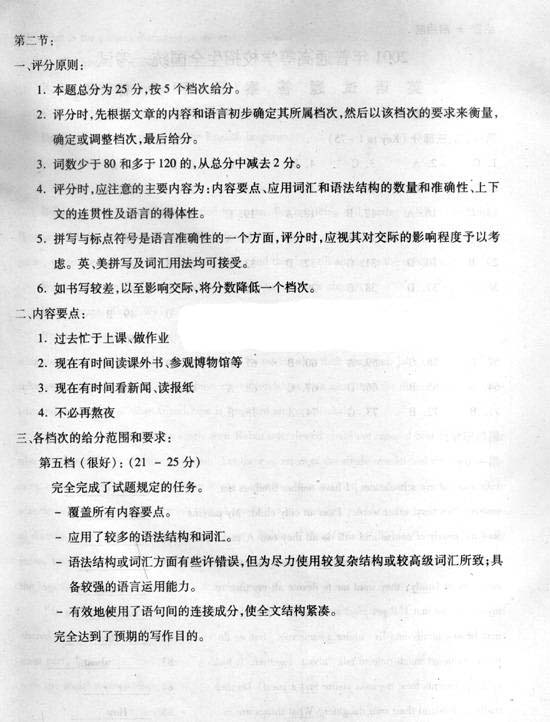 第二节：
一、评分原则：
1. 本题总分为25分，按5个档次给分。
2. 评分时，先根据文章的内容和语言初步确定其所属档次，然后以该档次的要求来衡量，
确定或调整档次，最后给分。
3. 词数少于80和多于120的，从总分中减去2分。
4. 评分时，应注意的主要内容为：内容要点、应用词汇和语法结构的数量和准确性、上下
文的连贯性及语言的得体性。
5. 拼写与标点符号是语言准确性的一个方面，评分时，应视其对交际的影响程度予以考
虑。英、美拼写及词汇用法均可接受。
6. 如书写较差，以至影响交际，将分数降低一个档次。
二、内容要点：
1. 过去忙于上课、做作业
2. 现在有时间读课外书、参观博物馆等
3. 现在有时间看新闻、读报纸
4. 不必再熬夜
三、各档次的给分范围和要求：
第五档（很好）：（21 - 25分）
完全完成了试题规定的任务。
- 覆盖所有内容要点。
- 应用了较多的语法结构和词汇。
- 语法结构或词汇方面有些许错误，但为尽力使用较复杂结构或较高级词汇所致；具
备较强的语言运用能力。
- 有效地使用了语句间的连接成分，使全文结构紧凑。
完全达到了预期的写作目的。